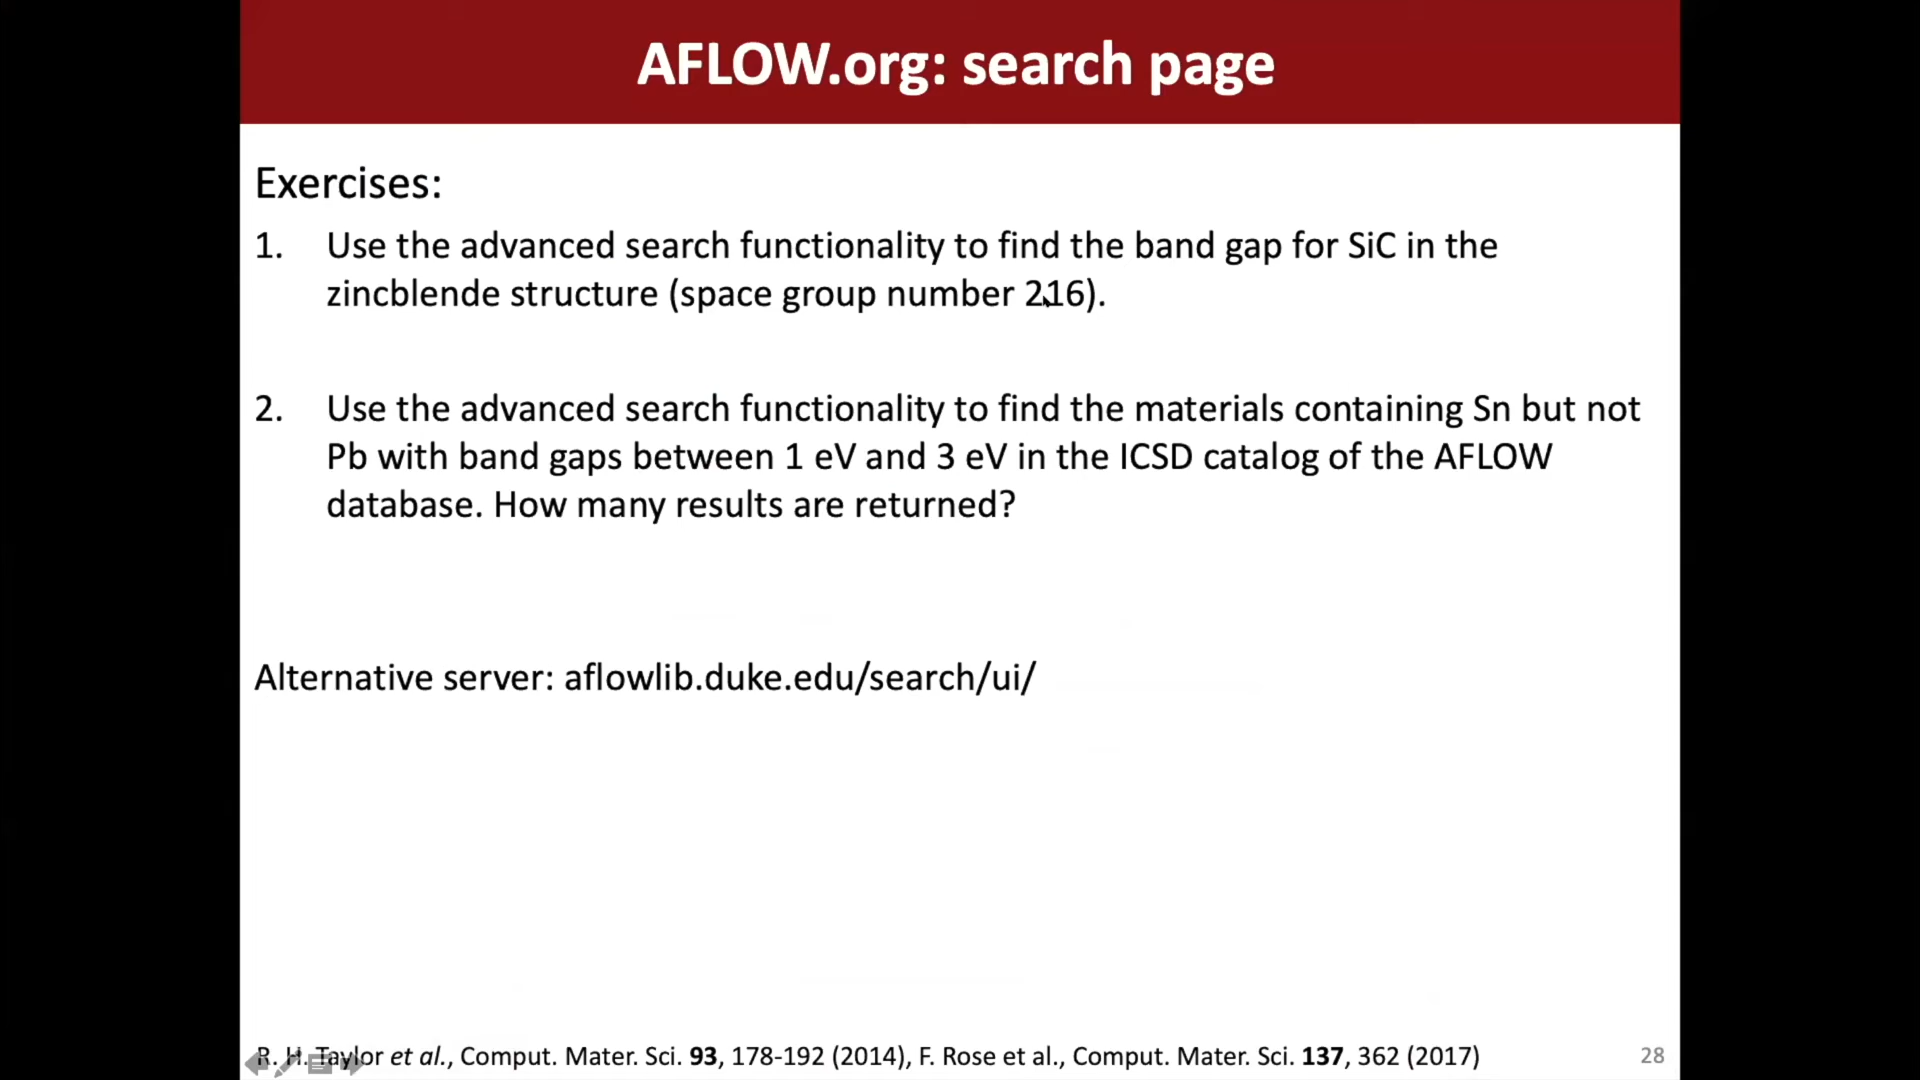 AFLOW.org: search page
Exercises:
1. Use the advanced search functionality to find the band gap for SiC in the
zincblende structure (space group number 216).
2. Use the advanced search functionality to find the materials containing Sn but not
Pb with band gaps between 1 eV and 3 eV in the ICSD catalog of the AFLOW
database. How many results are returned?
Alternative server: aflowlib.duke.edu/search/ui/
R. H. Taylor et al., Comput. Mater. Sci. 93, 178-192 (2014), F. Rose et al., Comput. Mater. Sci. 137, 362 (2017)
28